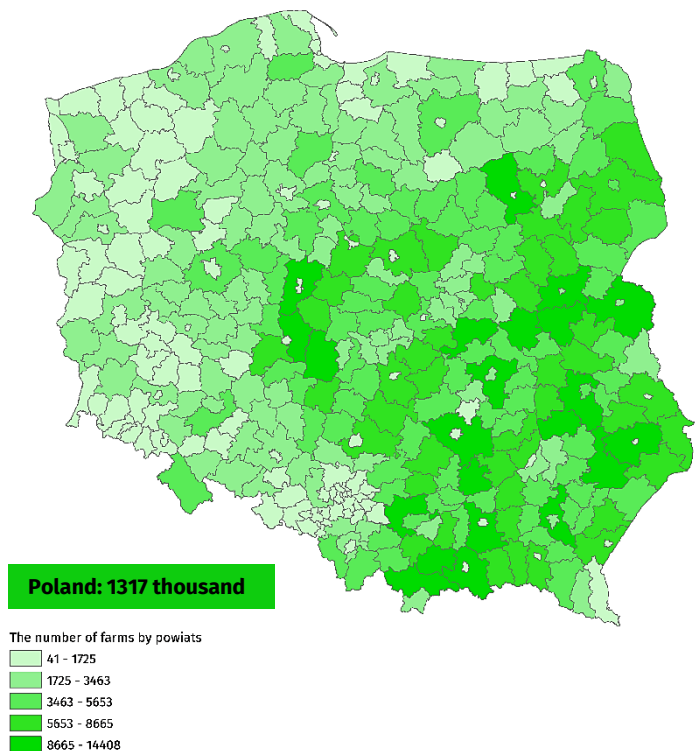 Poland: 1317 thousand
The number of farms by powiats
41 - 1725
1725 - 3463
3463 - 5653
5653 - 8665
8665 - 14408